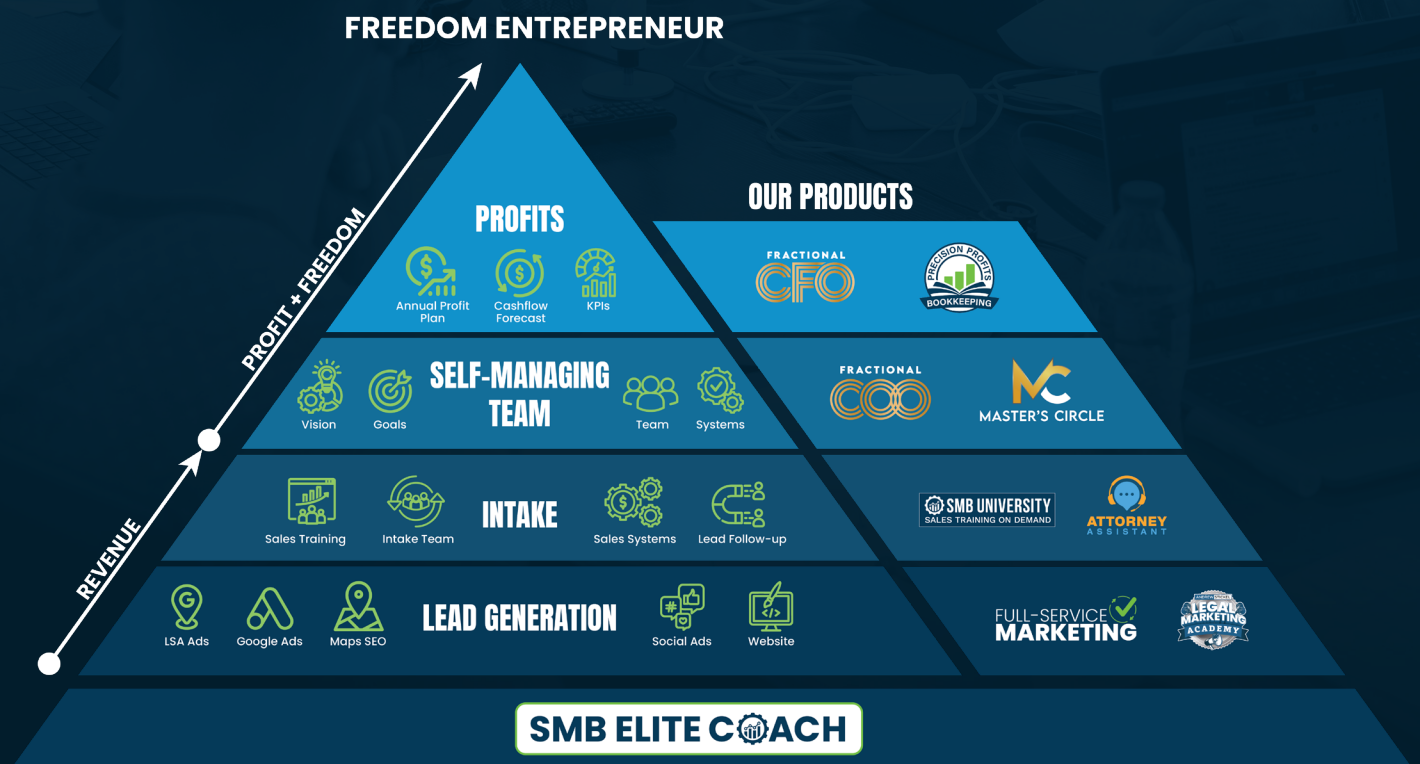 FREEDOM ENTREPRENEUR
PROFIT + FREEDOM
REVENUE
PROFITS
Annual Profit
Plan
Cashflow
Forecast
KPIs
SELF-MANAGING
TEAM
Vision
Goals
Team
Systems
INTAKE
Sales Training
Intake Team
Sales Systems
Lead Follow-up
LEAD GENERATION
LSA Ads
Google Ads
Maps SEO
Social Ads
Website
OUR PRODUCTS
FRACTIONAL
CFO
PRECISION PROFITS
BOOKKEEPING
FRACTIONAL
COO
MC
MASTER'S CIRCLE
SMB UNIVERSITY
SALES TRAINING ON DEMAND
ATTORNEY
ASSISTANT
FULL-SERVICE
MARKETING
LEGAL
MARKETING
ACADEMY
SMB ELITE COACH